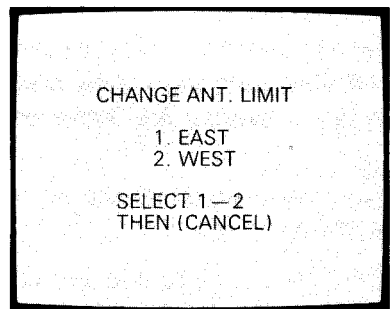 CHANGE ANT. LIMIT
1. EAST
2. WEST
SELECT 1—2
THEN (CANCEL)